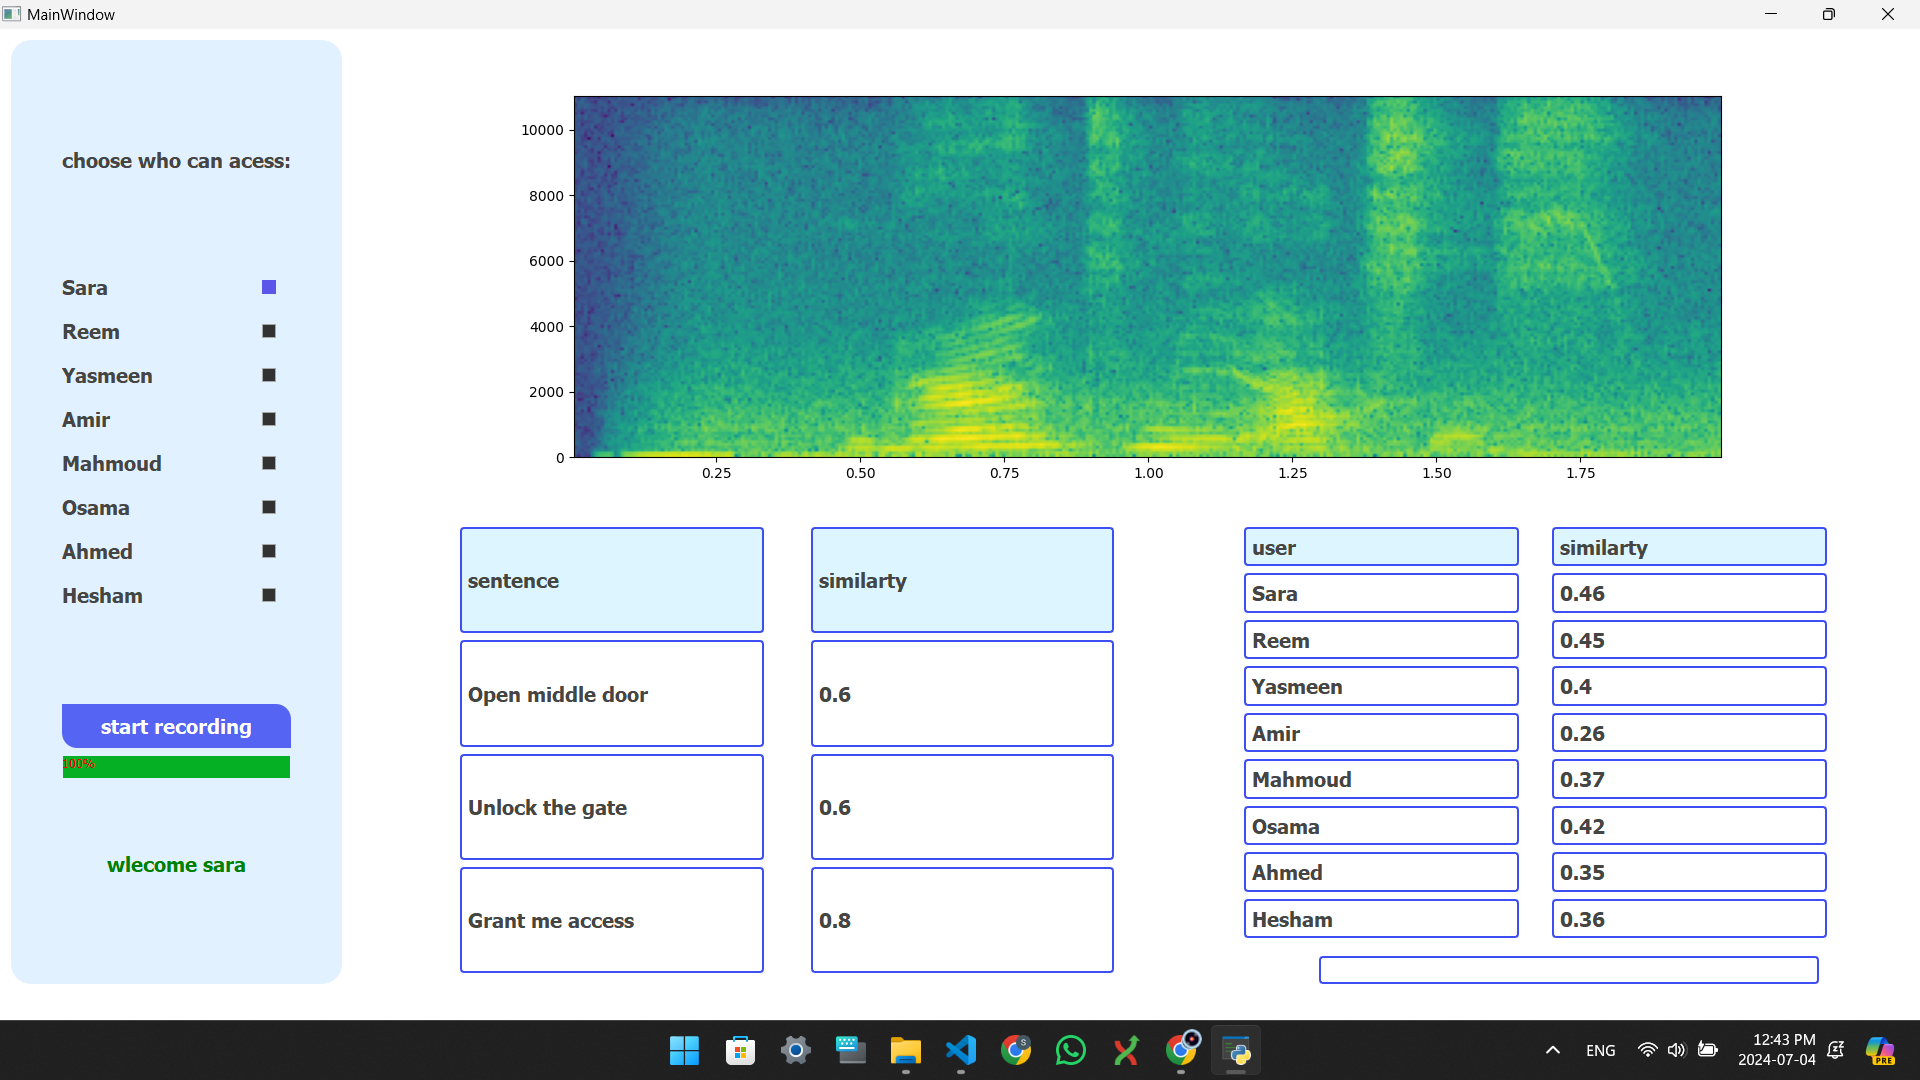 MainWindow
choose who can acess:
Sara
Reem
Yasmeen
Amir
Mahmoud
Osama
Ahmed
Hesham
start recording
100%
wlecome sara
10000
8000
6000
4000
2000
0
0.25 0.50 0.75 1.00 1.25 1.50 1.75
sentence similarty
Open middle door 0.6
Unlock the gate 0.6
Grant me access 0.8
user similarty
Sara 0.46
Reem 0.45
Yasmeen 0.4
Amir 0.26
Mahmoud 0.37
Osama 0.42
Ahmed 0.35
Hesham 0.36
S
PRE
ENG
12:43 PM
2024-07-04